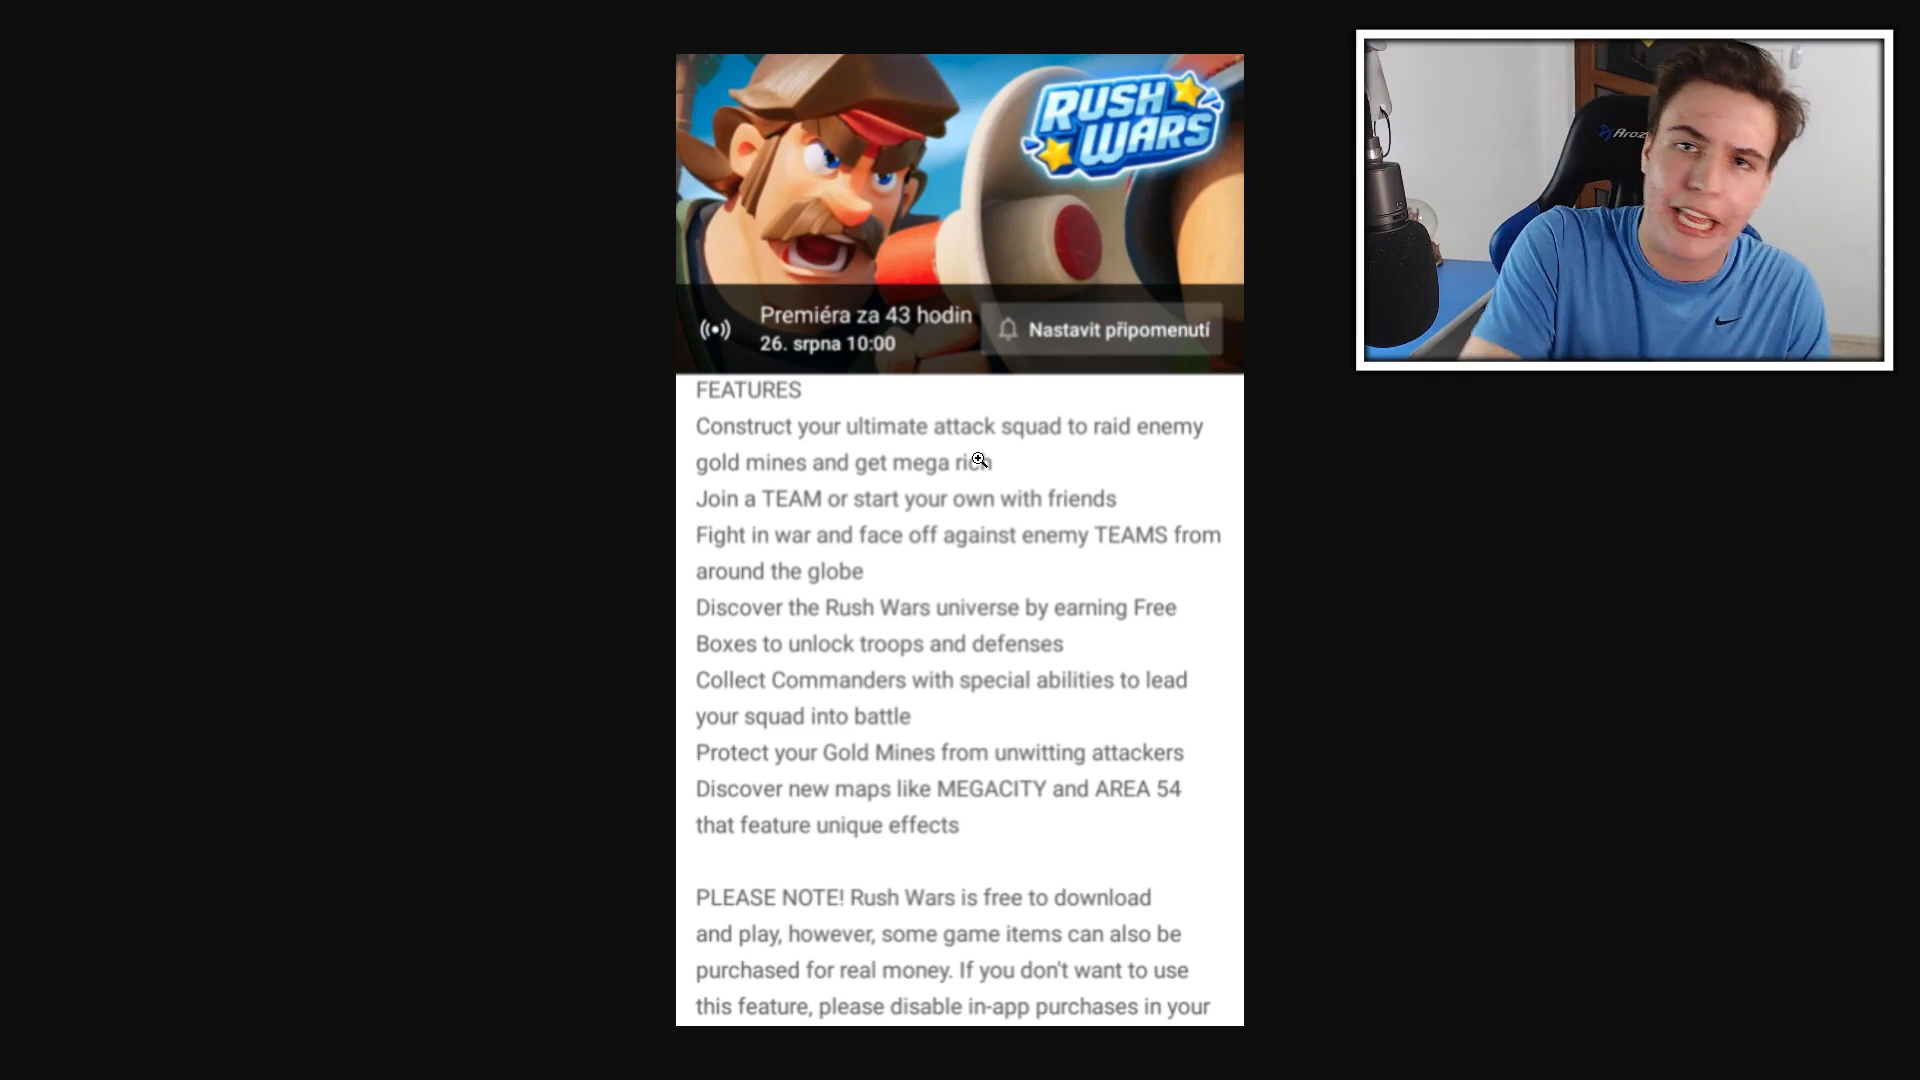 RUSH
WARS
Premiéra za 43 hodin
26. srpna 10:00
Nastavit připomenutí
FEATURES
Construct your ultimate attack squad to raid enemy
gold mines and get mega rich
Join a TEAM or start your own with friends
Fight in war and face off against enemy TEAMS from
around the globe
Discover the Rush Wars universe by earning Free
Boxes to unlock troops and defenses
Collect Commanders with special abilities to lead
your squad into battle
Protect your Gold Mines from unwitting attackers
Discover new maps like MEGACITY and AREA 54
that feature unique effects
PLEASE NOTE! Rush Wars is free to download
and play, however, some game items can also be
purchased for real money. If you don't want to use
this feature, please disable in-app purchases in your